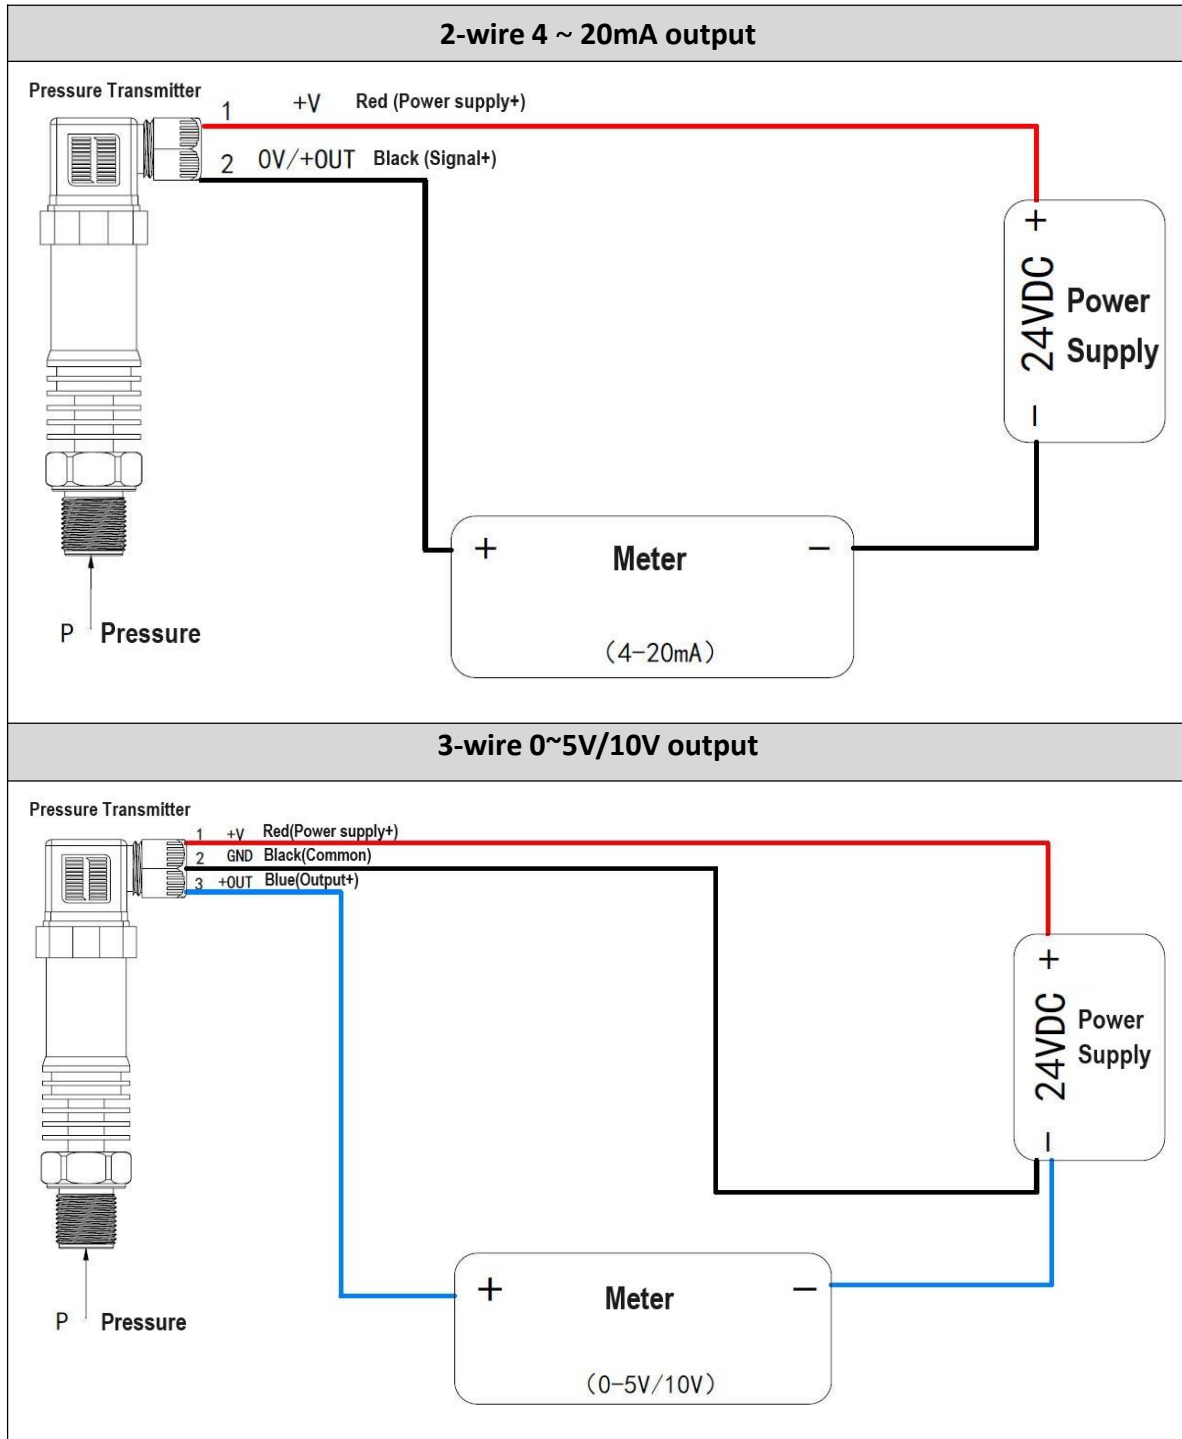 2-wire 4 ~ 20mA output
Pressure Transmitter
1 +V Red (Power supply+)
2 0V/+OUT Black (Signal+)
+
24VDC
Power
Supply
−
+ Meter −
(4-20mA)
P Pressure
3-wire 0~5V/10V output
Pressure Transmitter
1 +V Red(Power supply+)
2 GND Black(Common)
3 +OUT Blue(Output+)
+
24VDC
Power
Supply
−
+ Meter −
(0-5V/10V)
P Pressure